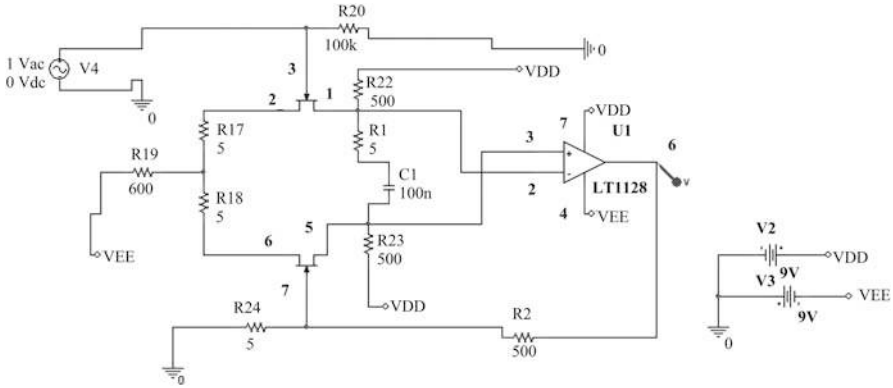 R20
100k
0
1 Vac
0 Vdc
V4
0
3
R22
500
VDD
2
1
R17
5
R1
5
3
7
VDD
U1
6
V
R19
600
C1
100n
LT1128
2
R18
5
VEE
5
6
R23
500
4
VEE
7
VDD
R24
5
R2
500
0
V2
9V
VDD
V3
9V
VEE
0